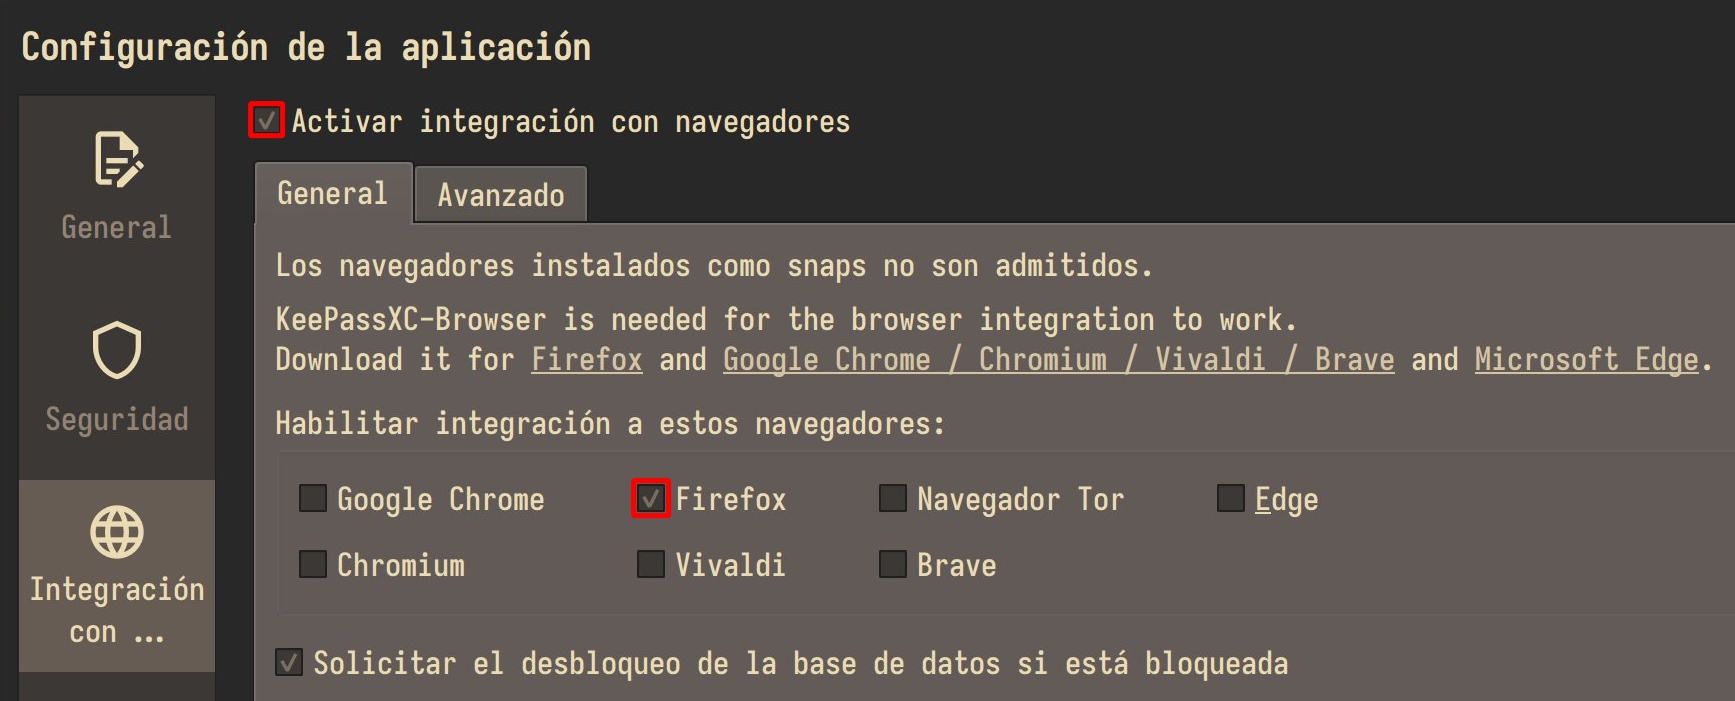 Configuración de la aplicación
General
Seguridad
Integración
con ...
Activar integración con navegadores
General
Avanzado
Los navegadores instalados como snaps no son admitidos.
KeePassXC-Browser is needed for the browser integration to work.
Download it for Firefox and Google Chrome / Chromium / Vivaldi / Brave and Microsoft Edge.
Habilitar integración a estos navegadores:
Google Chrome
Firefox
Navegador Tor
Edge
Chromium
Vivaldi
Brave
Solicitar el desbloqueo de la base de datos si está bloqueada